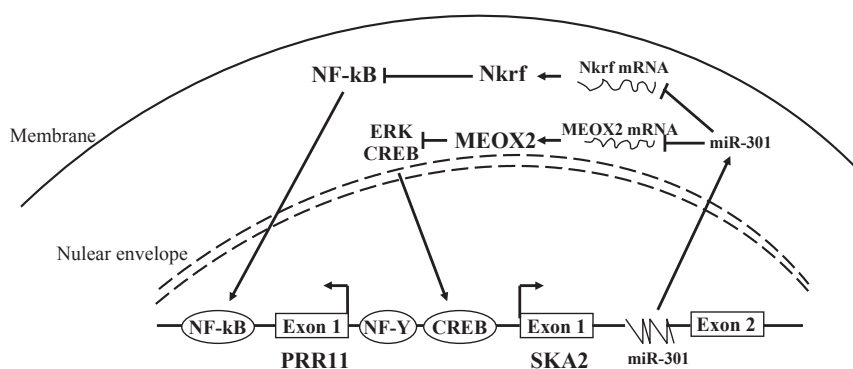 Nkrf mRNA
NF-kB
Nkrf
Membrane
ERK
MEOX2 mRNA
CREB
MEOX2
miR-301
Nulear envelope
NF-kB
Exon 1
NF-Y
CREB
Exon 1
Exon 2
miR-301
PRR11
SKA2